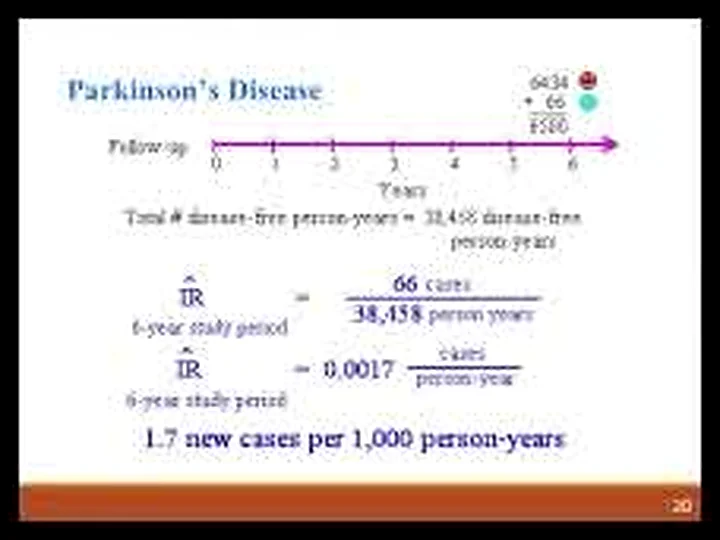 Parkinson's Disease
6434
+ 66
6500
Follow-up
0 1 2 3 4 5 6
Years
Total # disease-free person-years = 38,458 disease-free
person-years
^
IR = 66 cases
38,458 person years
6-year study period
^
IR = 0.0017 cases
person-year
6-year study period
1.7 new cases per 1,000 person-years
20